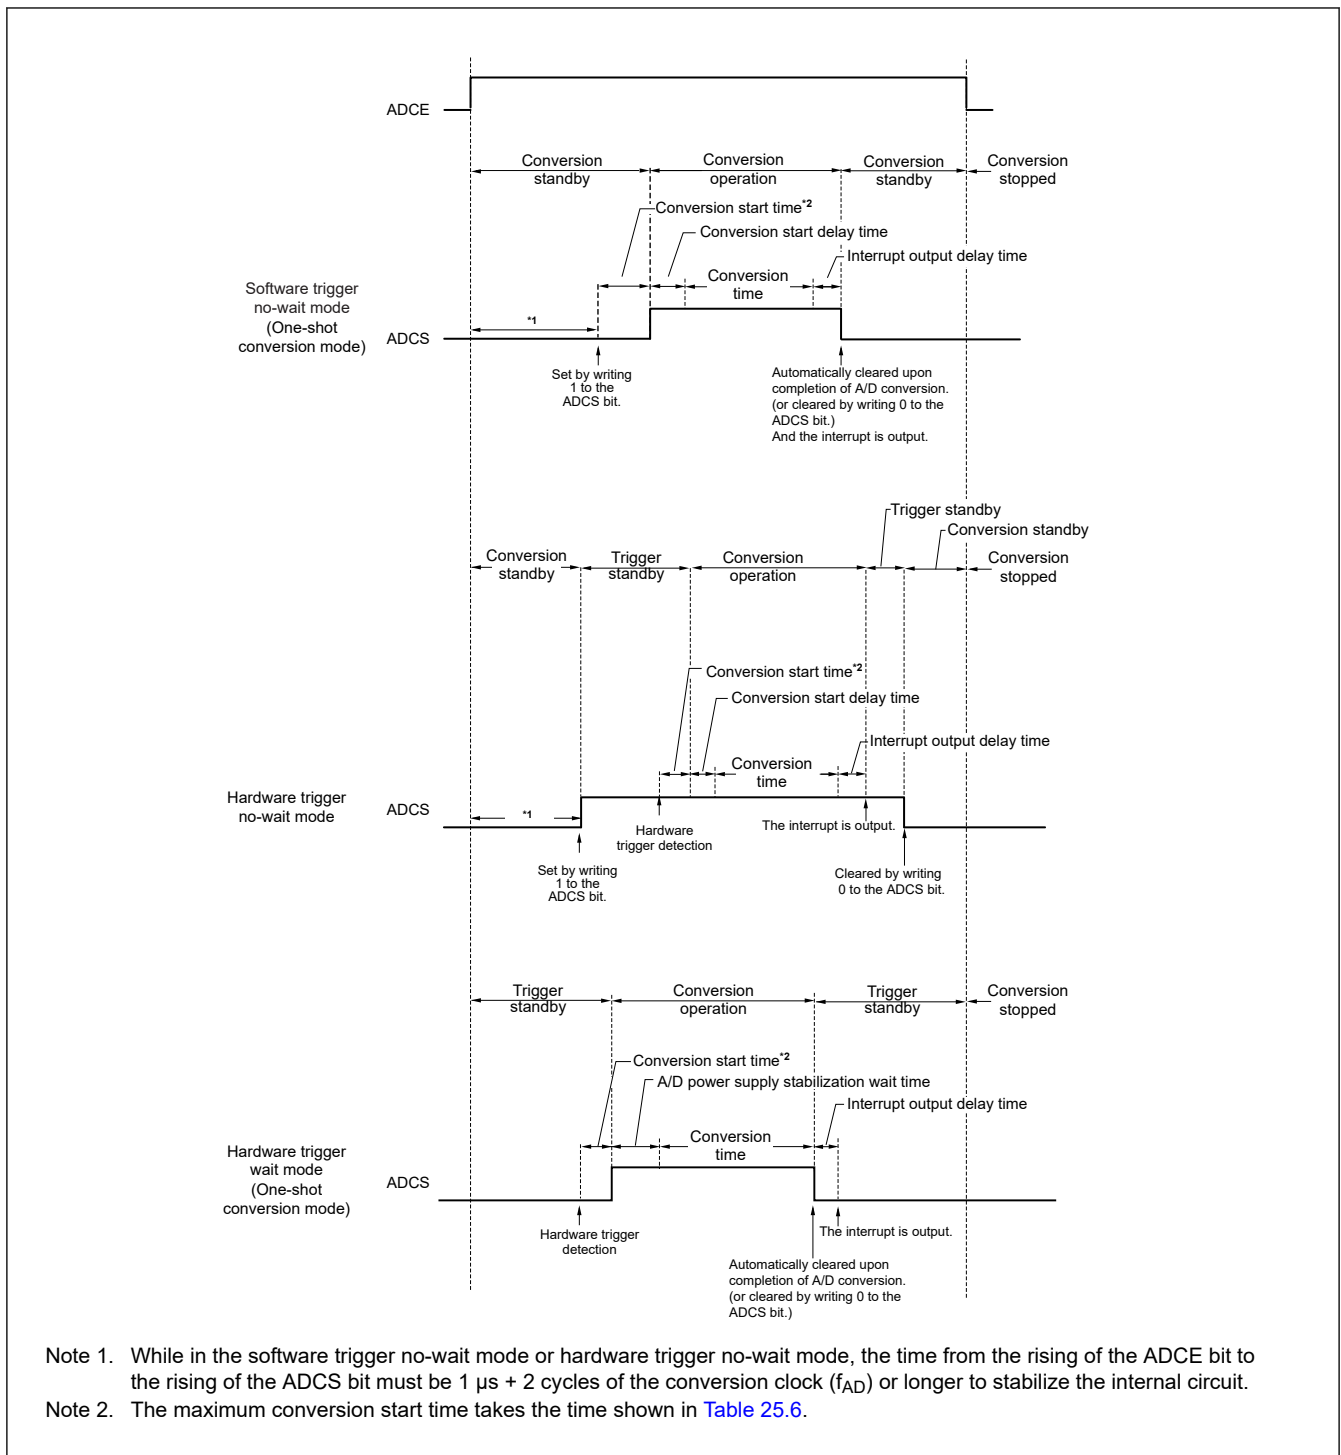 ADCE
Conversion
standby
Conversion
operation
Conversion
standby
Conversion
stopped
Conversion start time*2
Conversion start delay time
Interrupt output delay time
Conversion
time
Software trigger
no-wait mode
(One-shot
conversion mode)
ADCS
*1
Set by writing
1 to the
ADCS bit.
Automatically cleared upon
completion of A/D conversion.
(or cleared by writing 0 to the
ADCS bit.)
And the interrupt is output.
Trigger standby
Conversion standby
Conversion
standby
Trigger
standby
Conversion
operation
Conversion
stopped
Conversion start time*2
Conversion start delay time
Interrupt output delay time
Conversion
time
Hardware trigger
no-wait mode
ADCS
*1
Hardware
trigger detection
The interrupt is output.
Set by writing
1 to the
ADCS bit.
Cleared by writing
0 to the ADCS bit.
Trigger
standby
Conversion
operation
Trigger
standby
Conversion
stopped
Conversion start time*2
A/D power supply stabilization wait time
Interrupt output delay time
Conversion
time
Hardware trigger
wait mode
(One-shot
conversion mode)
ADCS
Hardware trigger
detection
The interrupt is output.
Automatically cleared upon
completion of A/D conversion.
(or cleared by writing 0 to the
ADCS bit.)
Note 1. While in the software trigger no-wait mode or hardware trigger no-wait mode, the time from the rising of the ADCE bit to
the rising of the ADCS bit must be 1 µs + 2 cycles of the conversion clock (fAD) or longer to stabilize the internal circuit.
Note 2. The maximum conversion start time takes the time shown in Table 25.6.